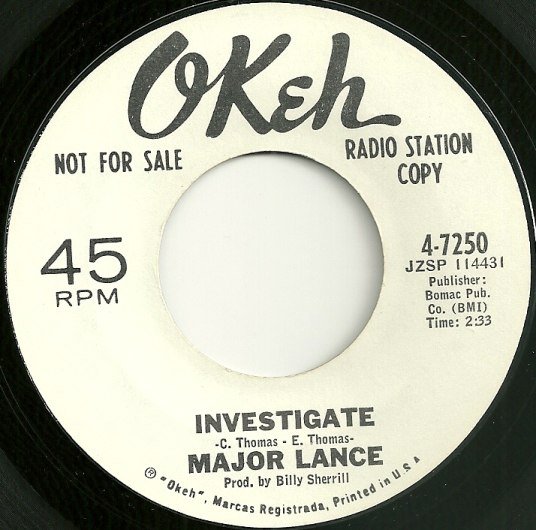 OKeh
NOT FOR SALE
RADIO STATION
COPY
45
RPM
4-7250
JZSP 114431
Publisher:
Bomac Pub.
Co. (BMI)
Time: 2:33
INVESTIGATE
-C. Thomas - E. Thomas-
MAJOR LANCE
Prod. by Billy Sherrill
® "Okeh", Marcas Registrada, Printed in U.S.A.